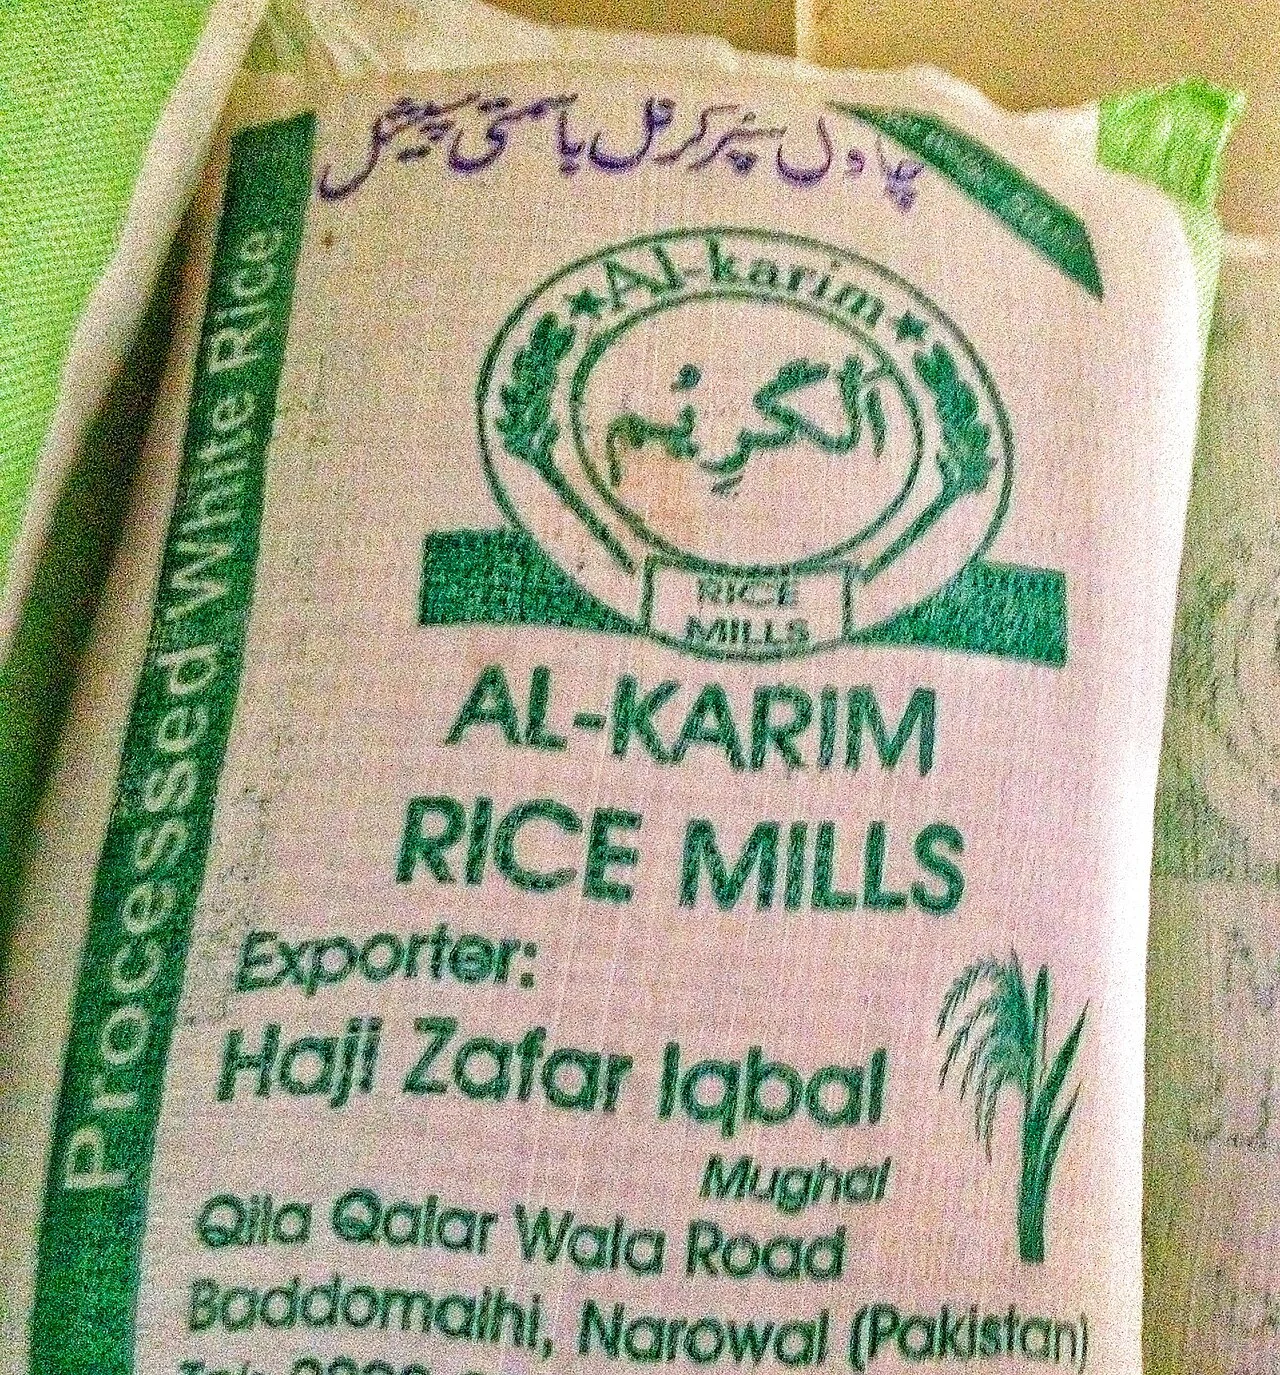 چاول سپر کرنل باسمتی سپیشل
Al-karim
الکریم
RICE
MILLS
AL-KARIM
RICE MILLS
Exporter:
Haji Zafar Iqbal
Mughal
Qila Qalar Wala Road
Baddomalhi, Narowal (Pakistan)
Processed White Rice